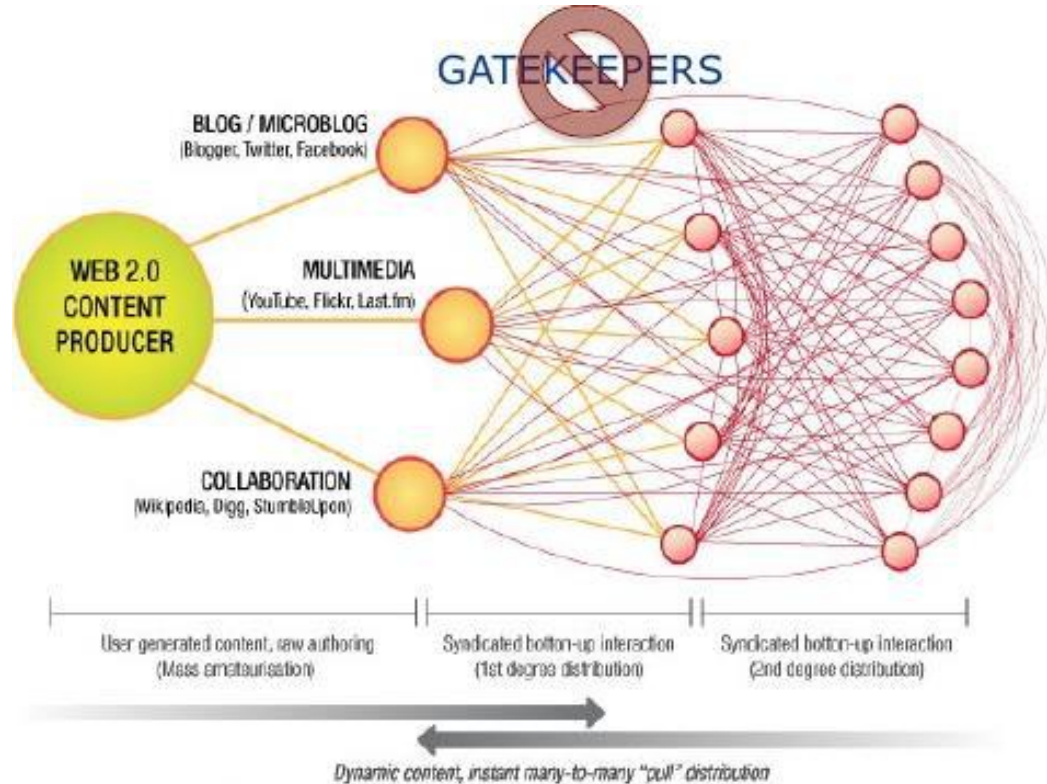 GATEKEEPERS
BLOG / MICROBLOG
(Blogger, Twitter, Facebook)
WEB 2.0
CONTENT
PRODUCER
MULTIMEDIA
(YouTube, Flickr, Last.fm)
COLLABORATION
(Wikipedia, Digg, StumbleUpon)
User generated content, raw authoring
(Mass amateurisation)
Syndicated botton-up interaction
(1st degree distribution)
Syndicated botton-up interaction
(2nd degree distribution)
Dynamic content, instant many-to-many "pull" distribution